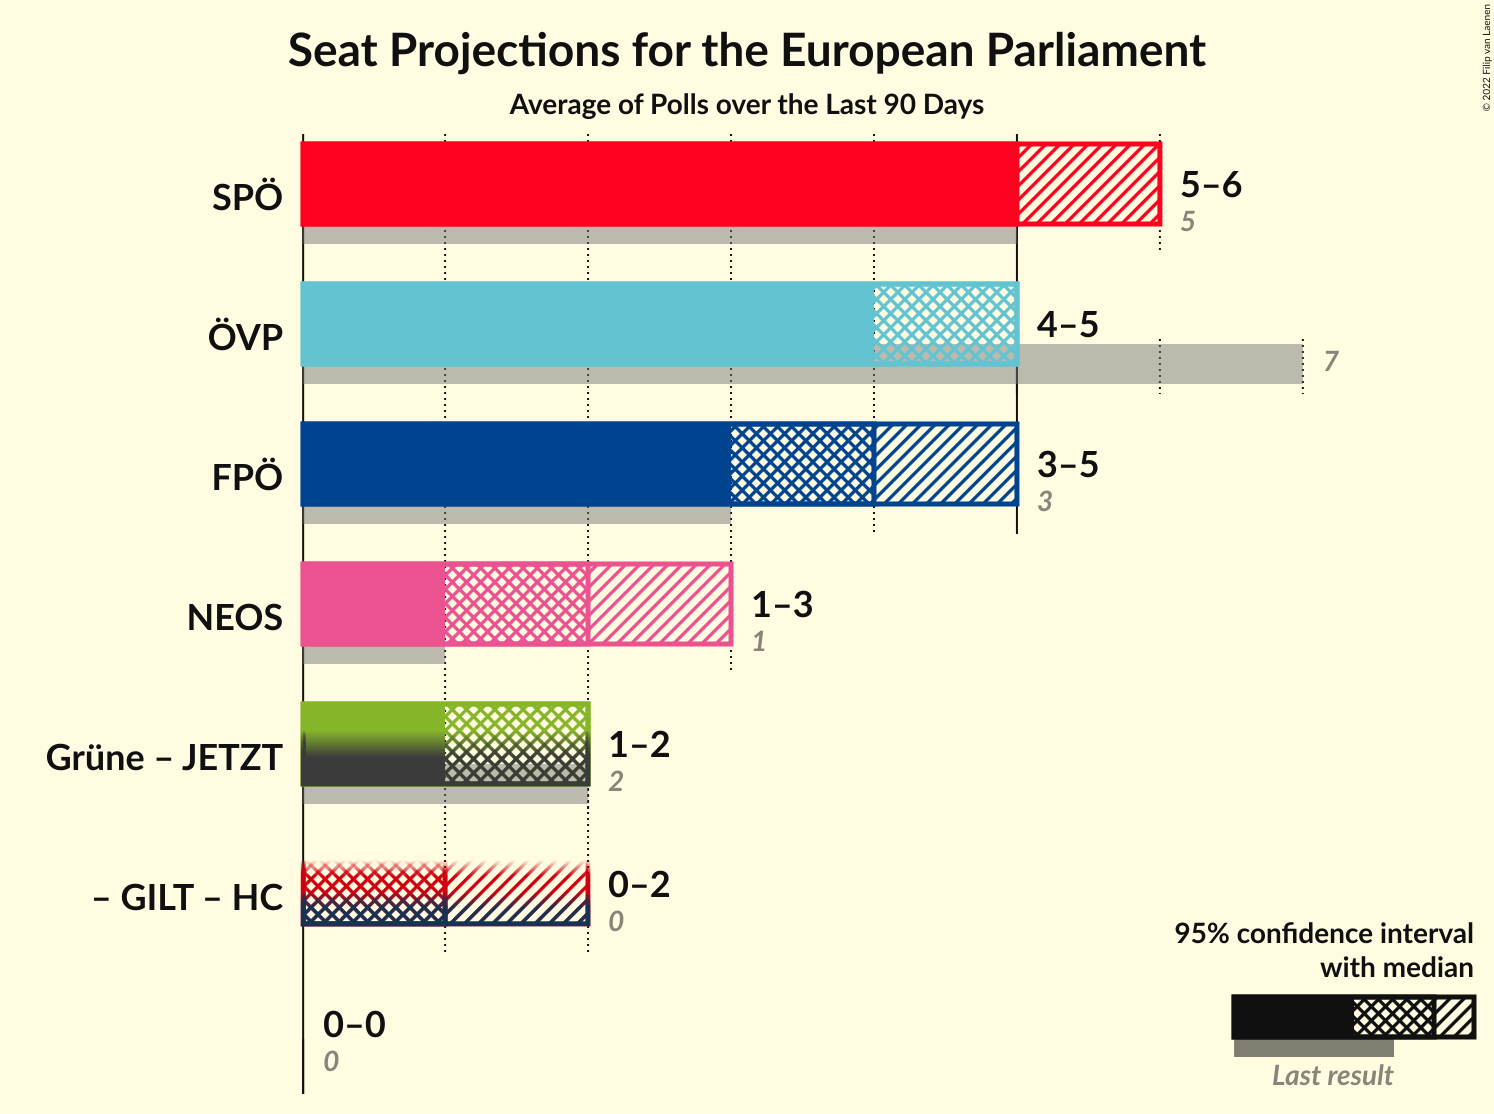 Seat Projections for the European Parliament
Average of Polls over the Last 90 Days
© 2022 Filip van Laenen
SPÖ
5–6
5
ÖVP
4–5
7
FPÖ
3–5
3
NEOS
1–3
1
Grüne – JETZT
1–2
2
– GILT – HC
0–2
0
0–0
0
95% confidence interval
with median
Last result